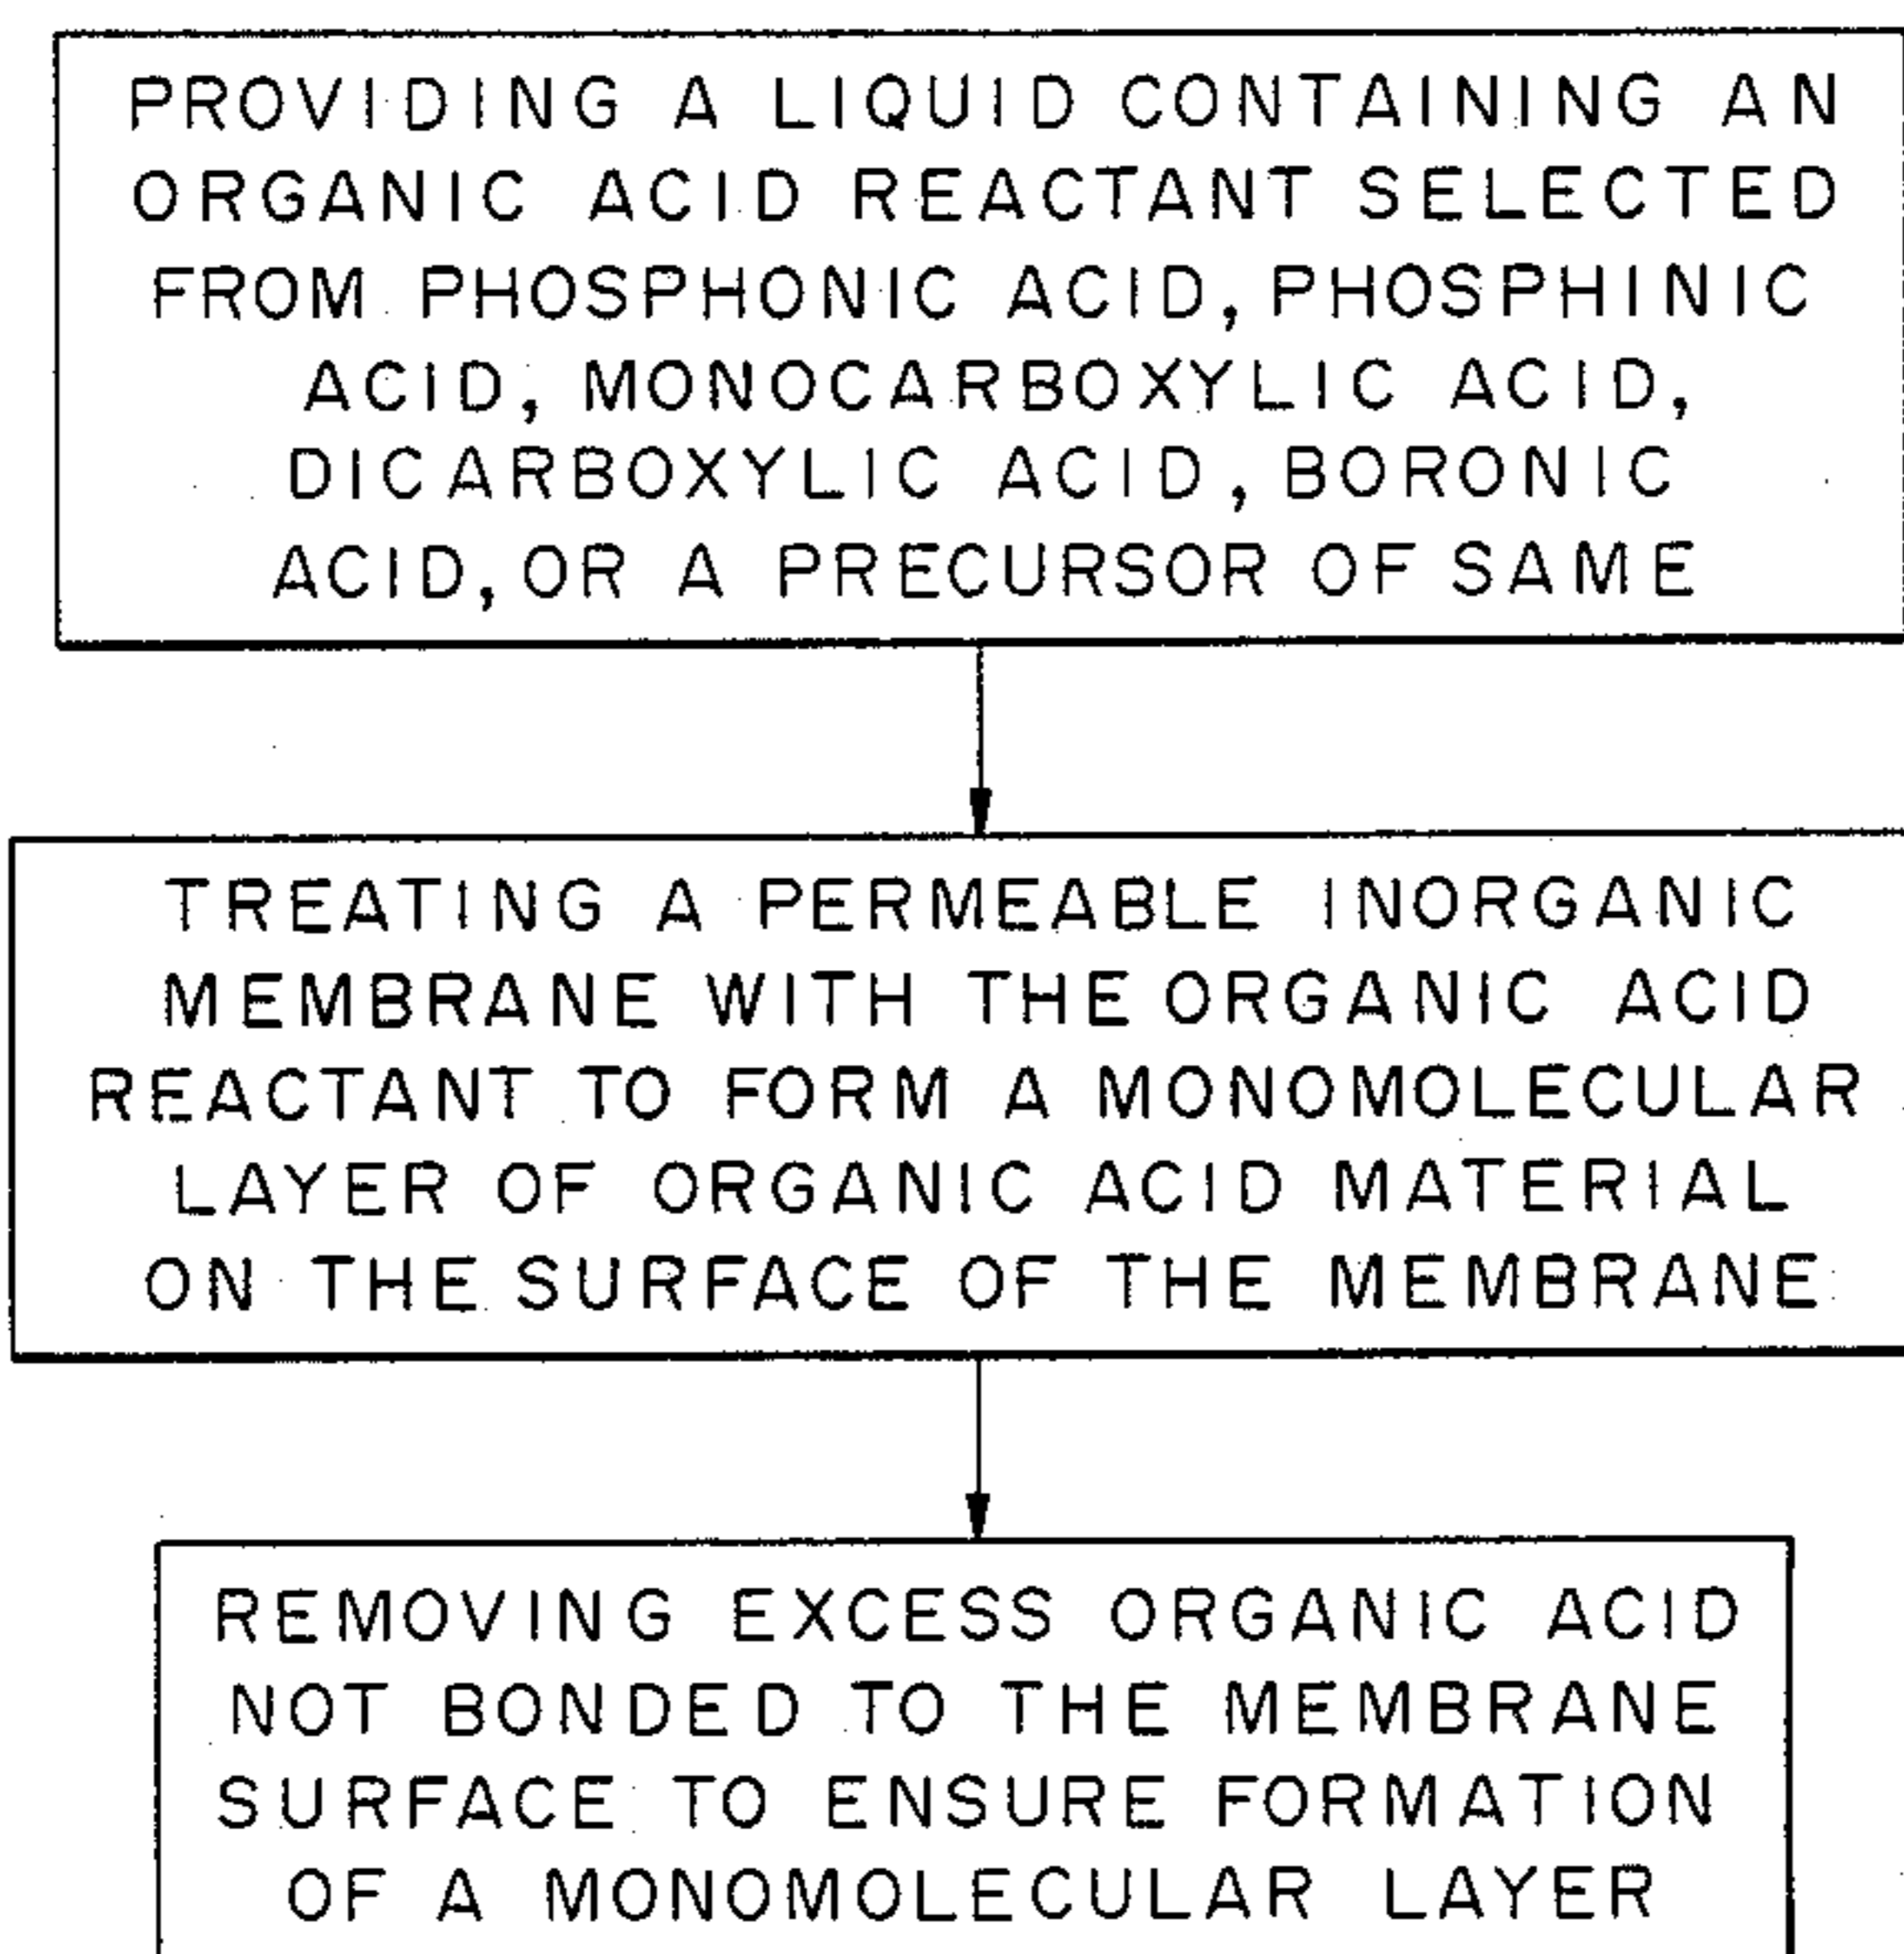 PROVIDING A LIQUID CONTAINING AN
ORGANIC ACID REACTANT SELECTED
FROM PHOSPHONIC ACID, PHOSPHINIC
ACID, MONOCARBOXYLIC ACID,
DICARBOXYLIC ACID, BORONIC
ACID, OR A PRECURSOR OF SAME
TREATING A PERMEABLE INORGANIC
MEMBRANE WITH THE ORGANIC ACID
REACTANT TO FORM A MONOMOLECULAR
LAYER OF ORGANIC ACID MATERIAL
ON THE SURFACE OF THE MEMBRANE
REMOVING EXCESS ORGANIC ACID
NOT BONDED TO THE MEMBRANE
SURFACE TO ENSURE FORMATION
OF A MONOMOLECULAR LAYER